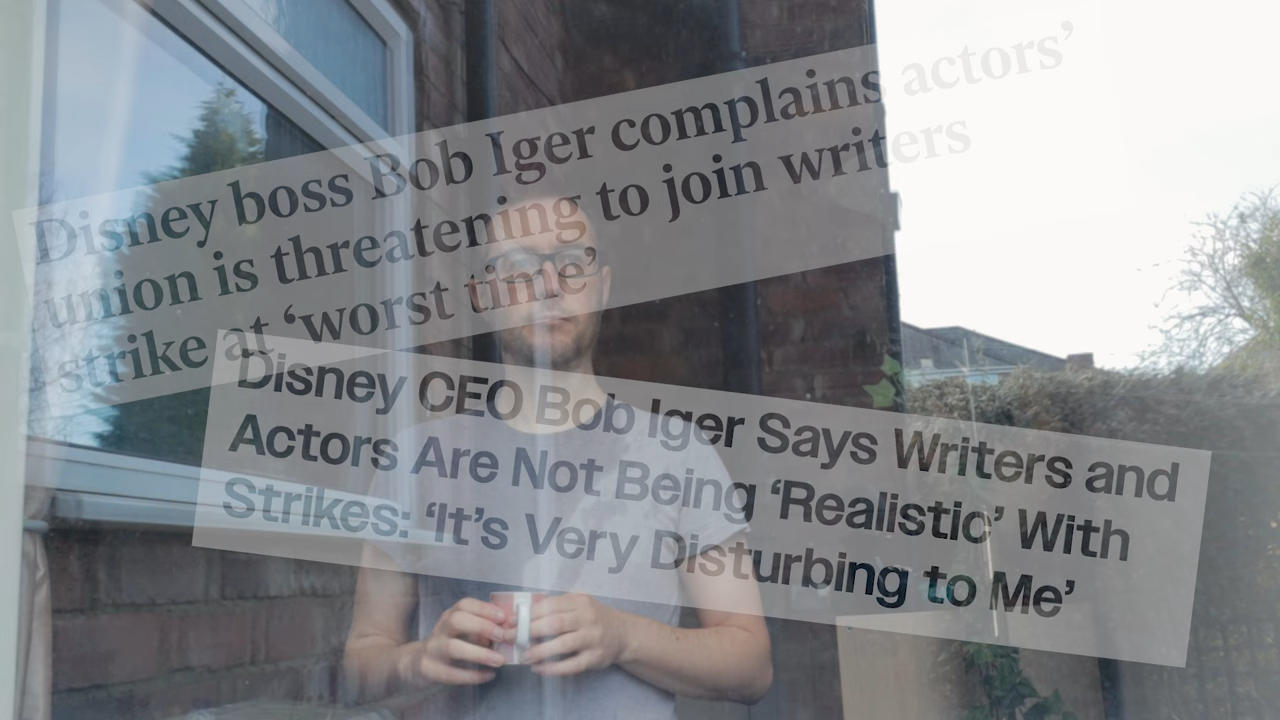 Disney boss Bob Iger complains actors’
union is threatening to join writers
strike at ‘worst time’
Disney CEO Bob Iger Says Writers and
Actors Are Not Being ‘Realistic’ With
Strikes: ‘It’s Very Disturbing to Me’